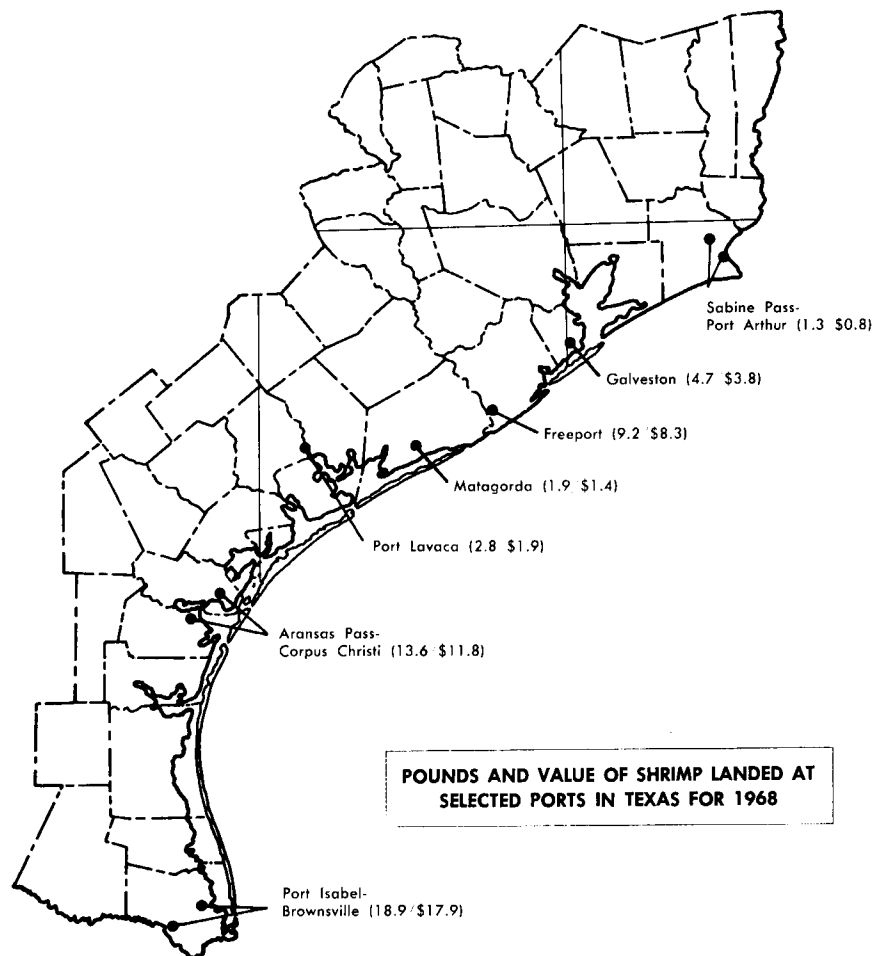 Sabine Pass-
Port Arthur (1.3 $0.8)
Galveston (4.7 $3.8)
Freeport (9.2 $8.3)
Matagorda (1.9 $1.4)
Port Lavaca (2.8 $1.9)
Aransas Pass-
Corpus Christi (13.6 $11.8)
POUNDS AND VALUE OF SHRIMP LANDED AT
SELECTED PORTS IN TEXAS FOR 1968
Port Isabel-
Brownsville (18.9/$17.9)